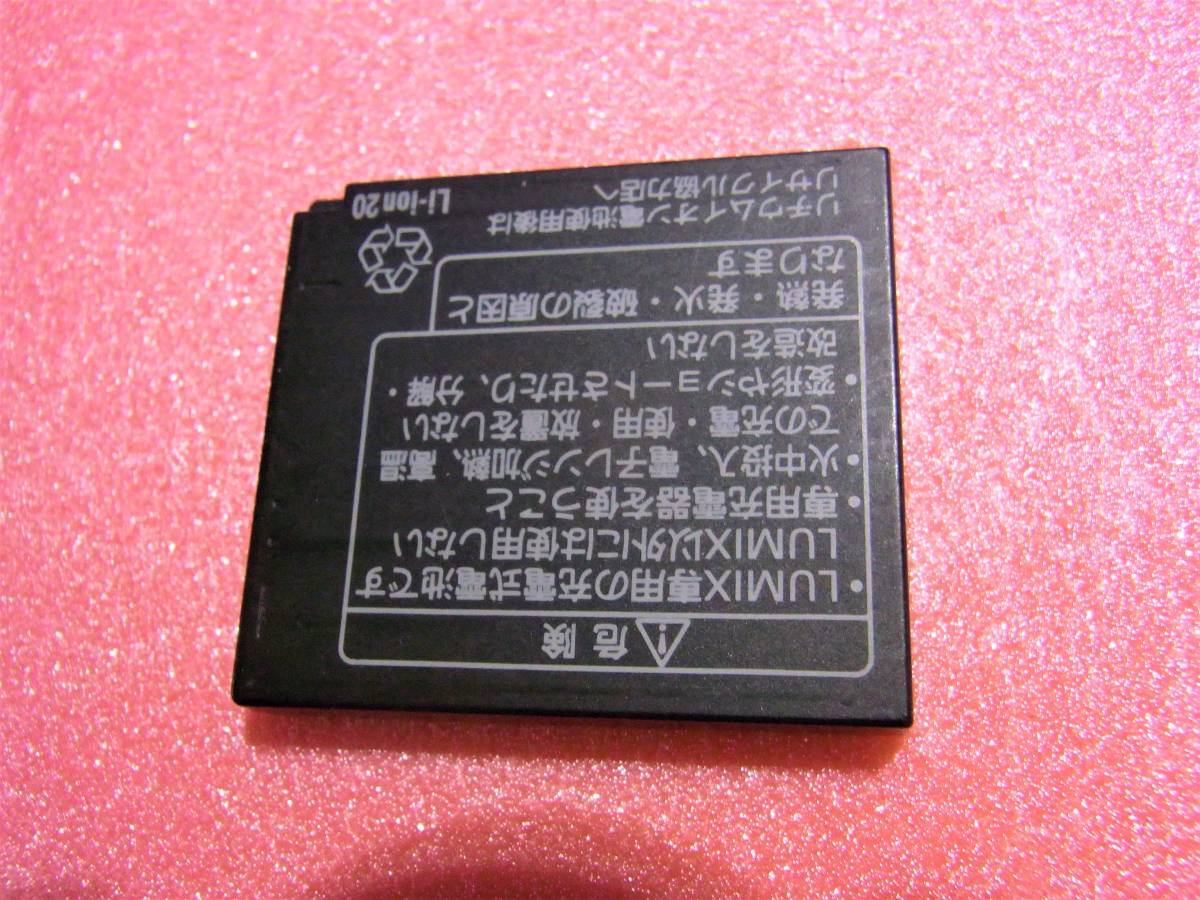 危険
・LUMIX専用の充電式電池です
LUMIX以外には使用しない
・専用充電器を使うこと
・火中投入、電子レンジ加熱、高温
での充電・使用・放置をしない
・変形やショートさせたり、分解・
改造をしない
発熱・発火・破裂の原因と
なります
リチウムイオン電池使用後は
リサイクル協力店へ
Li-ion20